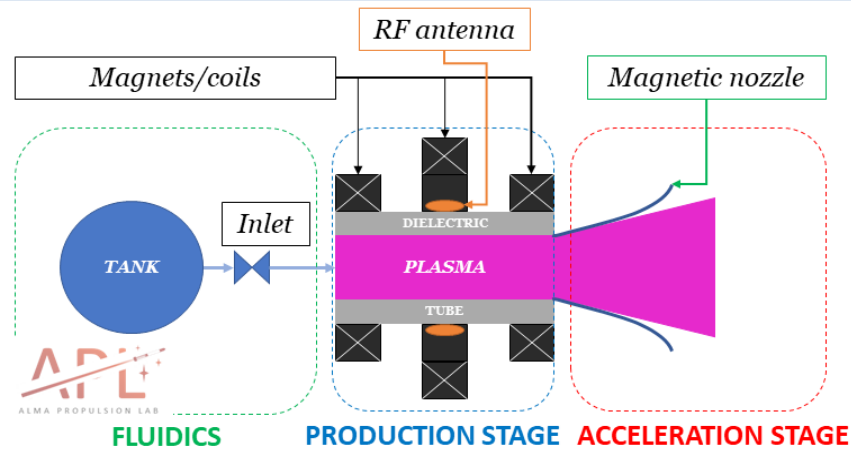 RF antenna
Magnets/coils
Magnetic nozzle
Inlet
DIELECTRIC
TANK
PLASMA
TUBE
APL
ALMA PROPULSION LAB
FLUIDICS
PRODUCTION STAGE
ACCELERATION STAGE